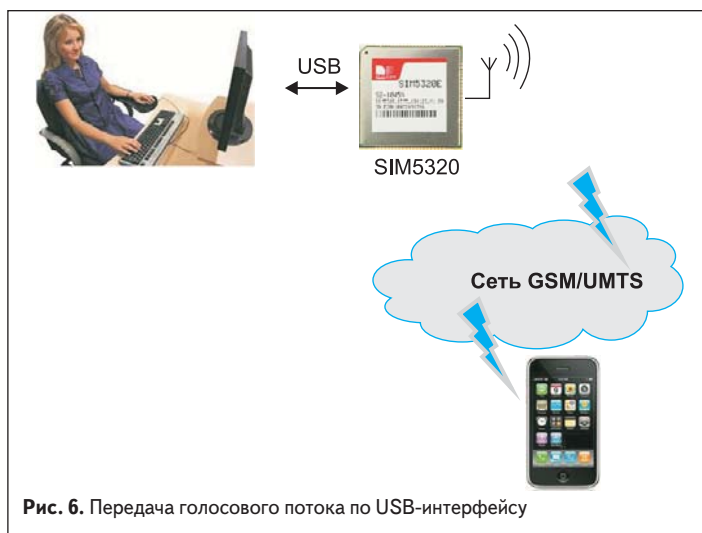 USB
SIM5320E
SIM5320
Сеть GSM/UMTS
Рис. 6. Передача голосового потока по USB-интерфейсу